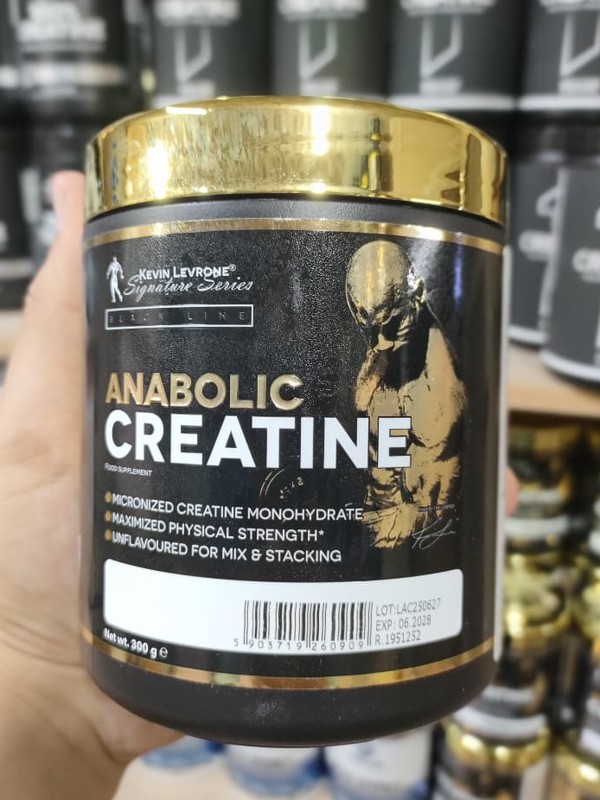 KEVIN LEVRONE®
Signature Series
BLACK LINE
ANABOLIC
CREATINE
FOOD SUPPLEMENT
MICRONIZED CREATINE MONOHYDRATE
MAXIMIZED PHYSICAL STRENGTH*
UNFLAVOURED FOR MIX & STACKING
LOT:LAC250627
EXP: 06.2028
R.1951252
5 903719 260909
Net wt. 300 g e